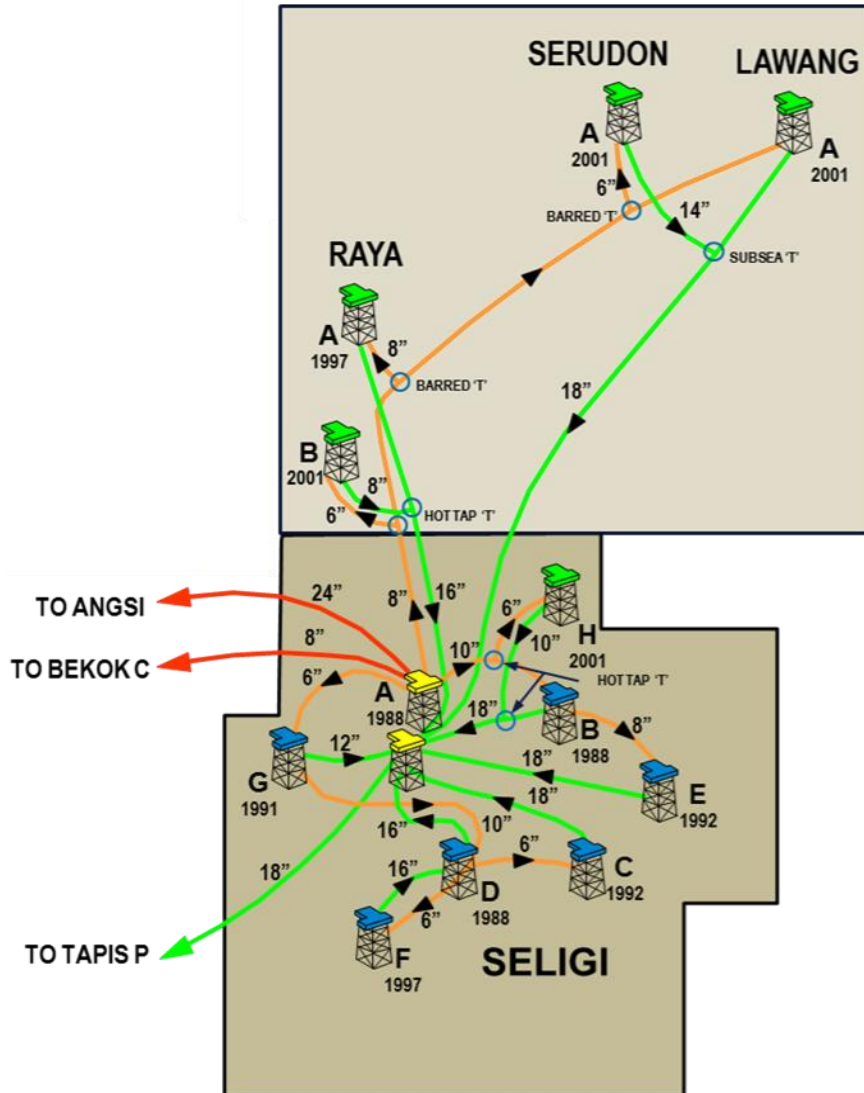 SERUDON
LAWANG
A
2001
A
2001
6”
BARRED ‘T’
14”
SUBSEA ‘T’
RAYA
A
1997
8”
BARRED ‘T’
18”
B
2001
8”
6”
HOT TAP ‘T’
TO ANGSI
24”
8”
16”
6”
H
2001
10”
TO BEKOK C
8”
6”
A
1988
10”
HOT TAP ‘T’
18”
B
1988
8”
G
1991
12”
18”
E
1992
18”
10”
16”
18”
16”
D
1988
6”
C
1992
6”
F
1997
TO TAPIS P
SELIGI